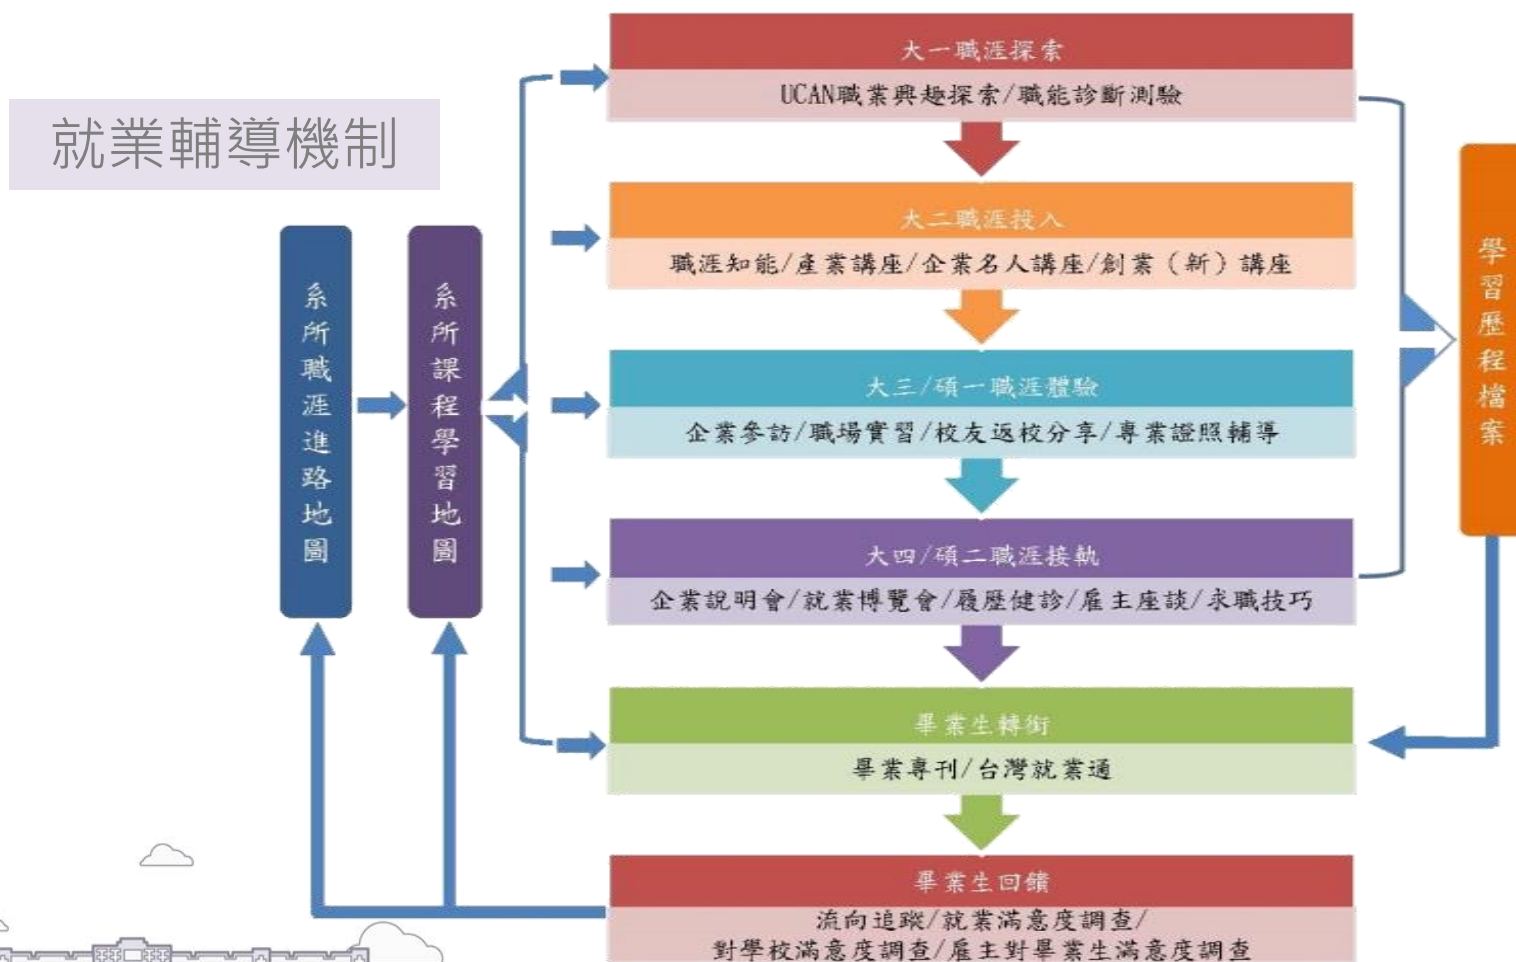 就業輔導機制
系所職涯進路地圖
系所課程學習地圖
大一職涯探索
UCAN職業興趣探索/職能診斷測驗
大二職涯投入
職涯知能/產業講座/企業名人講座/創業（新）講座
大三/碩一職涯體驗
企業參訪/職場實習/校友返校分享/專業證照輔導
大四/碩二職涯接軌
企業說明會/就業博覽會/履歷健診/雇主座談/求職技巧
畢業生轉銜
畢業專刊/台灣就業通
畢業生回饋
流向追蹤/就業滿意度調查/
對學校滿意度調查/雇主對畢業生滿意度調查
學習歷程檔案